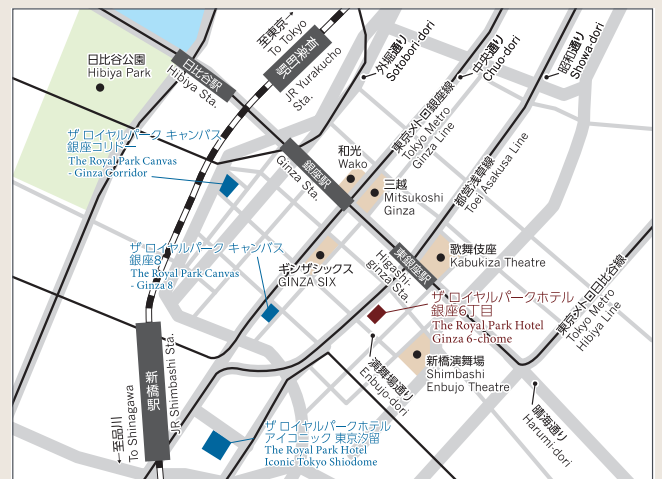 至東京→
To Tokyo
有楽町駅
JR Yurakucho
Sta.
外堀通り
Sotobori-dori
中央通り
Chuo-dori
昭和通り
Showa-dori
日比谷公園
Hibiya Park
日比谷駅
Hibiya Sta.
東京メトロ銀座線
Tokyo Metro
Ginza Line
都営浅草線
Toei Asakusa Line
ザ ロイヤルパーク キャンバス
銀座コリドー
The Royal Park Canvas
- Ginza Corridor
銀座駅
Ginza Sta.
和光
Wako
三越
Mitsukoshi
Ginza
ザ ロイヤルパーク キャンバス
銀座8
The Royal Park Canvas
- Ginza 8
ギンザシックス
GINZA SIX
東銀座駅
Higashi-
ginza Sta.
歌舞伎座
Kabukiza Theatre
東京メトロ日比谷線
Tokyo Metro
Hibiya Line
ザ ロイヤルパークホテル
銀座6丁目
The Royal Park Hotel
Ginza 6-chome
新橋演舞場
Shimbashi
Enbujo Theatre
演舞場通り
Enbujo-dori
晴海通り
Harumi-dori
新橋駅
JR Shimbashi Sta.
←至品川
To Shinagawa
ザ ロイヤルパークホテル
アイコニック 東京汐留
The Royal Park Hotel
Iconic Tokyo Shiodome